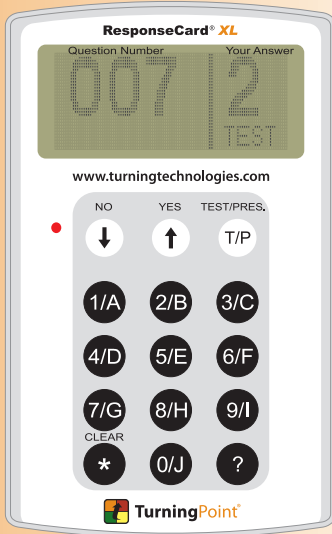 ResponseCard® XL
Question Number Your Answer
007 2
TEST
www.turningtechnologies.com
NO YES TEST/PRES.
↓ ↑ T/P
1/A 2/B 3/C
4/D 5/E 6/F
7/G 8/H 9/I
CLEAR
* 0/J ?
TurningPoint®